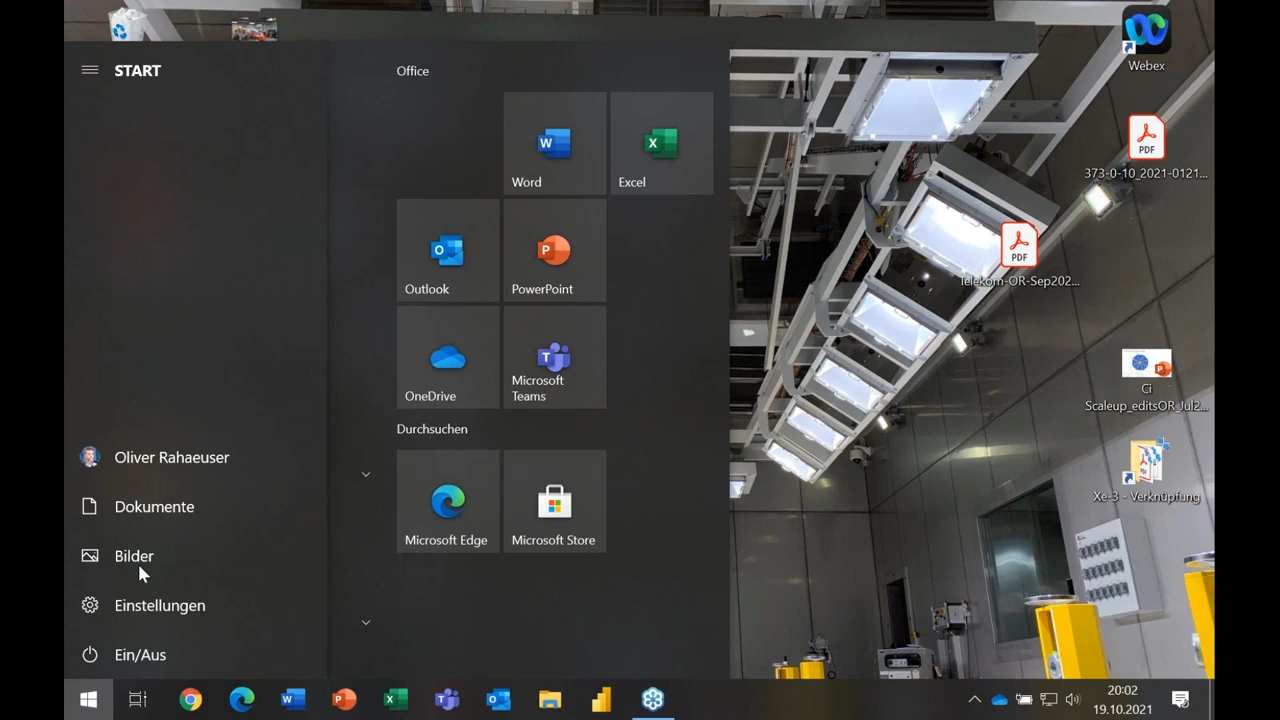 START
Office
Word
Excel
Outlook
PowerPoint
OneDrive
Microsoft
Teams
Durchsuchen
Microsoft Edge
Microsoft Store
Oliver Rahaeuser
Dokumente
Bilder
Einstellungen
Ein/Aus
Webex
PDF
373-0-10_2021-0121...
PDF
Telekom-OR-Sep202...
Ci
Scaleup_editsOR_Jul2...
Xe-3 - Verknüpfung
20:02
19.10.2021